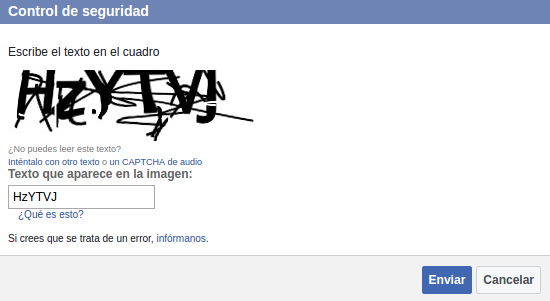 Control de seguridad
Escribe el texto en el cuadro
HzYTVJ
¿No puedes leer este texto?
Inténtalo con otro texto o un CAPTCHA de audio
Texto que aparece en la imagen:
HzYTVJ
¿Qué es esto?
Si crees que se trata de un error, infórmanos.
Enviar Cancelar